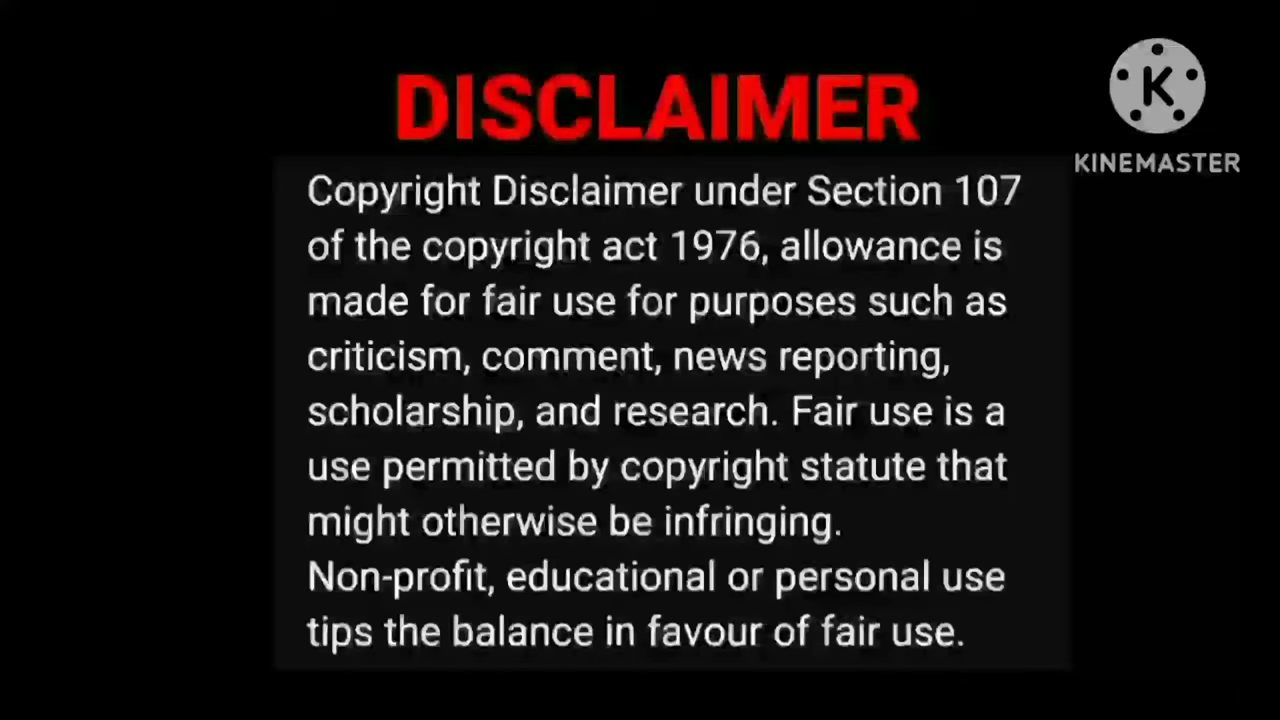 DISCLAIMER
K
KINEMASTER
Copyright Disclaimer under Section 107
of the copyright act 1976, allowance is
made for fair use for purposes such as
criticism, comment, news reporting,
scholarship, and research. Fair use is a
use permitted by copyright statute that
might otherwise be infringing.
Non-profit, educational or personal use
tips the balance in favour of fair use.